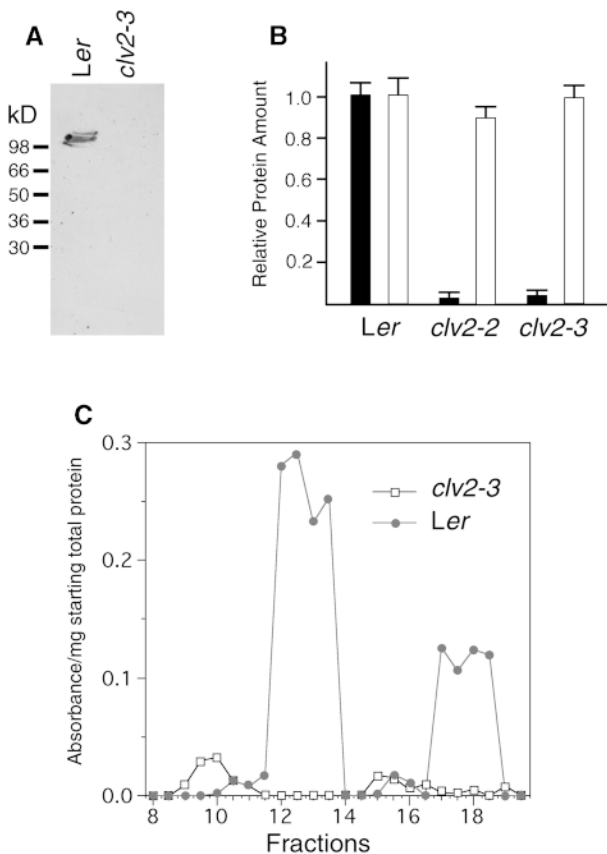 A
Ler
clv2-3
kD
98
66
50
36
30
B
Relative Protein Amount
1.0
0.8
0.6
0.4
0.2
Ler
clv2-2
clv2-3
C
Absorbance/mg starting total protein
0.3
0.2
0.1
0.0
clv2-3
Ler
8
10
12
14
16
18
Fractions